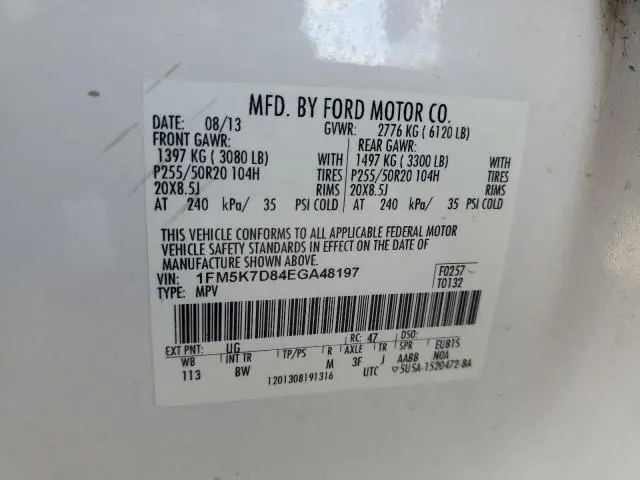 MFD. BY FORD MOTOR CO.
DATE: 08/13 GVWR: 2776 KG ( 6120 LB)
FRONT GAWR: REAR GAWR:
1397 KG ( 3080 LB) WITH 1497 KG ( 3300 LB) WITH
P255/50R20 104H TIRES P255/50R20 104H TIRES
20X8.5J RIMS 20X8.5J RIMS
AT 240 kPa/ 35 PSI COLD AT 240 kPa/ 35 PSI COLD
THIS VEHICLE CONFORMS TO ALL APPLICABLE FEDERAL MOTOR
VEHICLE SAFETY STANDARDS IN EFFECT ON THE DATE OF
MANUFACTURE SHOWN ABOVE.
VIN: 1FM5K7D84EGA48197 F0257
TYPE: MPV T0132
EXT PNT: UG RC: 47 DSO:
WB INT TR TP/PS R AXLE TR SPR EUBTS
113 BW M 3F J AABB NOA
1201308191316 UTC ▽5U5A-1520472-BA